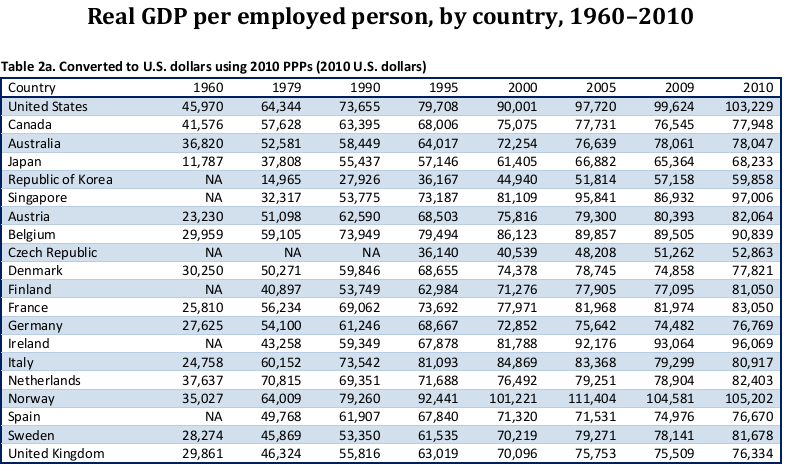 Real GDP per employed person, by country, 1960–2010
Table 2a. Converted to U.S. dollars using 2010 PPPs (2010 U.S. dollars)
Country 1960 1979 1990 1995 2000 2005 2009 2010
United States 45,970 64,344 73,655 79,708 90,001 97,720 99,624 103,229
Canada 41,576 57,628 63,395 68,006 75,075 77,731 76,545 77,948
Australia 36,820 52,581 58,449 64,017 72,254 76,639 78,061 78,047
Japan 11,787 37,808 55,437 57,146 61,405 66,882 65,364 68,233
Republic of Korea NA 14,965 27,926 36,167 44,940 51,814 57,158 59,858
Singapore NA 32,317 53,775 73,187 81,109 95,841 86,932 97,006
Austria 23,230 51,098 62,590 68,503 75,816 79,300 80,393 82,064
Belgium 29,959 59,105 73,949 79,494 86,123 89,857 89,505 90,839
Czech Republic NA NA NA 36,140 40,539 48,208 51,262 52,863
Denmark 30,250 50,271 59,846 68,655 74,378 78,745 74,858 77,821
Finland NA 40,897 53,749 62,984 71,276 77,905 77,095 81,050
France 25,810 56,234 69,062 73,692 77,971 81,968 81,974 83,050
Germany 27,625 54,100 61,246 68,667 72,852 75,642 74,482 76,769
Ireland NA 43,258 59,349 67,878 81,788 92,176 93,064 96,069
Italy 24,758 60,152 73,542 81,093 84,869 83,368 79,299 80,917
Netherlands 37,637 70,815 69,351 71,688 76,492 79,251 78,904 82,403
Norway 35,027 64,009 79,260 92,441 101,221 111,404 104,581 105,202
Spain NA 49,768 61,907 67,840 71,320 71,531 74,976 76,670
Sweden 28,274 45,869 53,350 61,535 70,219 79,271 78,141 81,678
United Kingdom 29,861 46,324 55,816 63,019 70,096 75,753 75,509 76,334